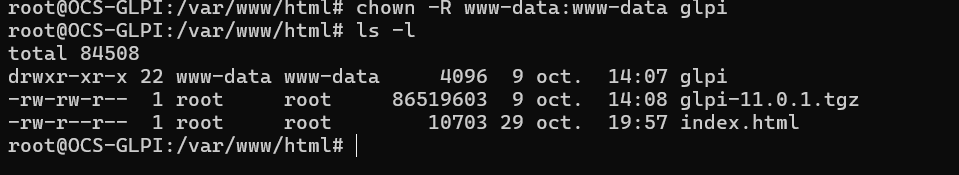 root@OCS-GLPI:/var/www/html# chown -R www-data:www-data glpi
root@OCS-GLPI:/var/www/html# ls -l
total 84508
drwxr-xr-x 22 www-data www-data     4096  9 oct.  14:07 glpi
-rw-rw-r--  1 root     root     86519603  9 oct.  14:08 glpi-11.0.1.tgz
-rw-r--r--  1 root     root        10703 29 oct.  19:57 index.html
root@OCS-GLPI:/var/www/html#